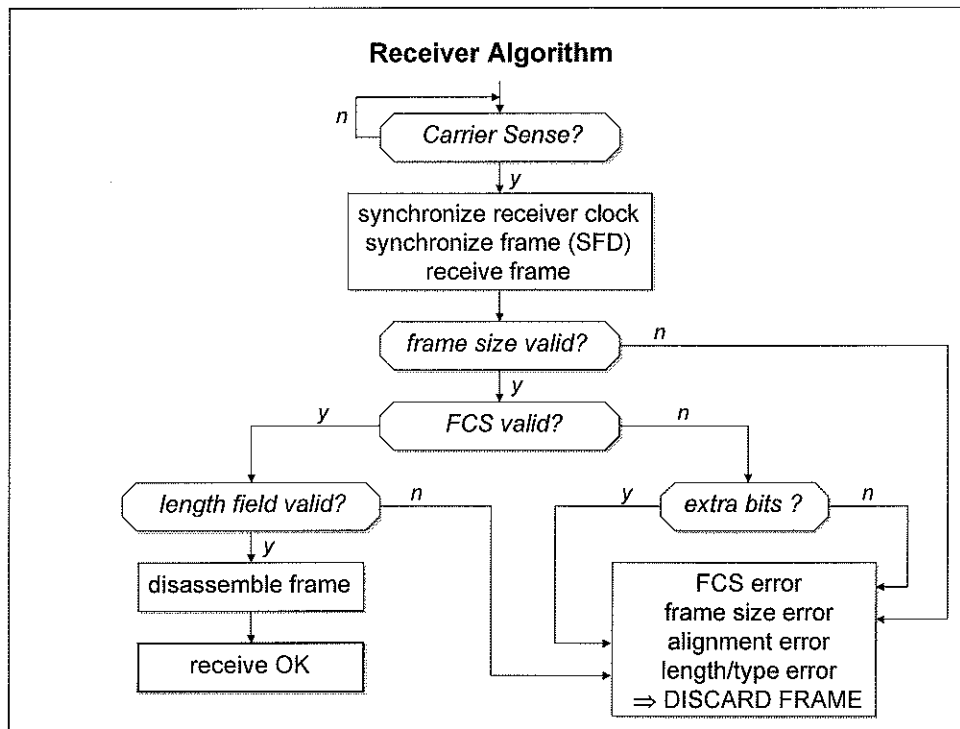 Receiver Algorithm
n
Carrier Sense?
y
synchronize receiver clock
synchronize frame (SFD)
receive frame
frame size valid?
n
y
y
FCS valid?
n
length field valid?
n
y
extra bits ?
n
y
disassemble frame
receive OK
FCS error
frame size error
alignment error
length/type error
⇒ DISCARD FRAME